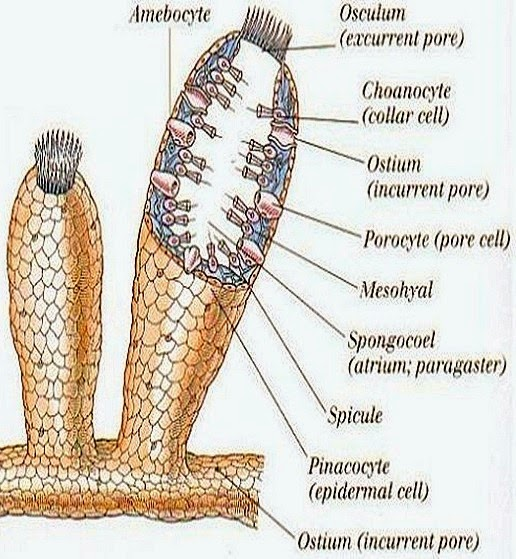 Amebocyte
Osculum
(excurrent pore)
Choanocyte
(collar cell)
Ostium
(incurrent pore)
Porocyte (pore cell)
Mesohyal
Spongocoel
(atrium; paragaster)
Spicule
Pinacocyte
(epidermal cell)
Ostium (incurrent pore)